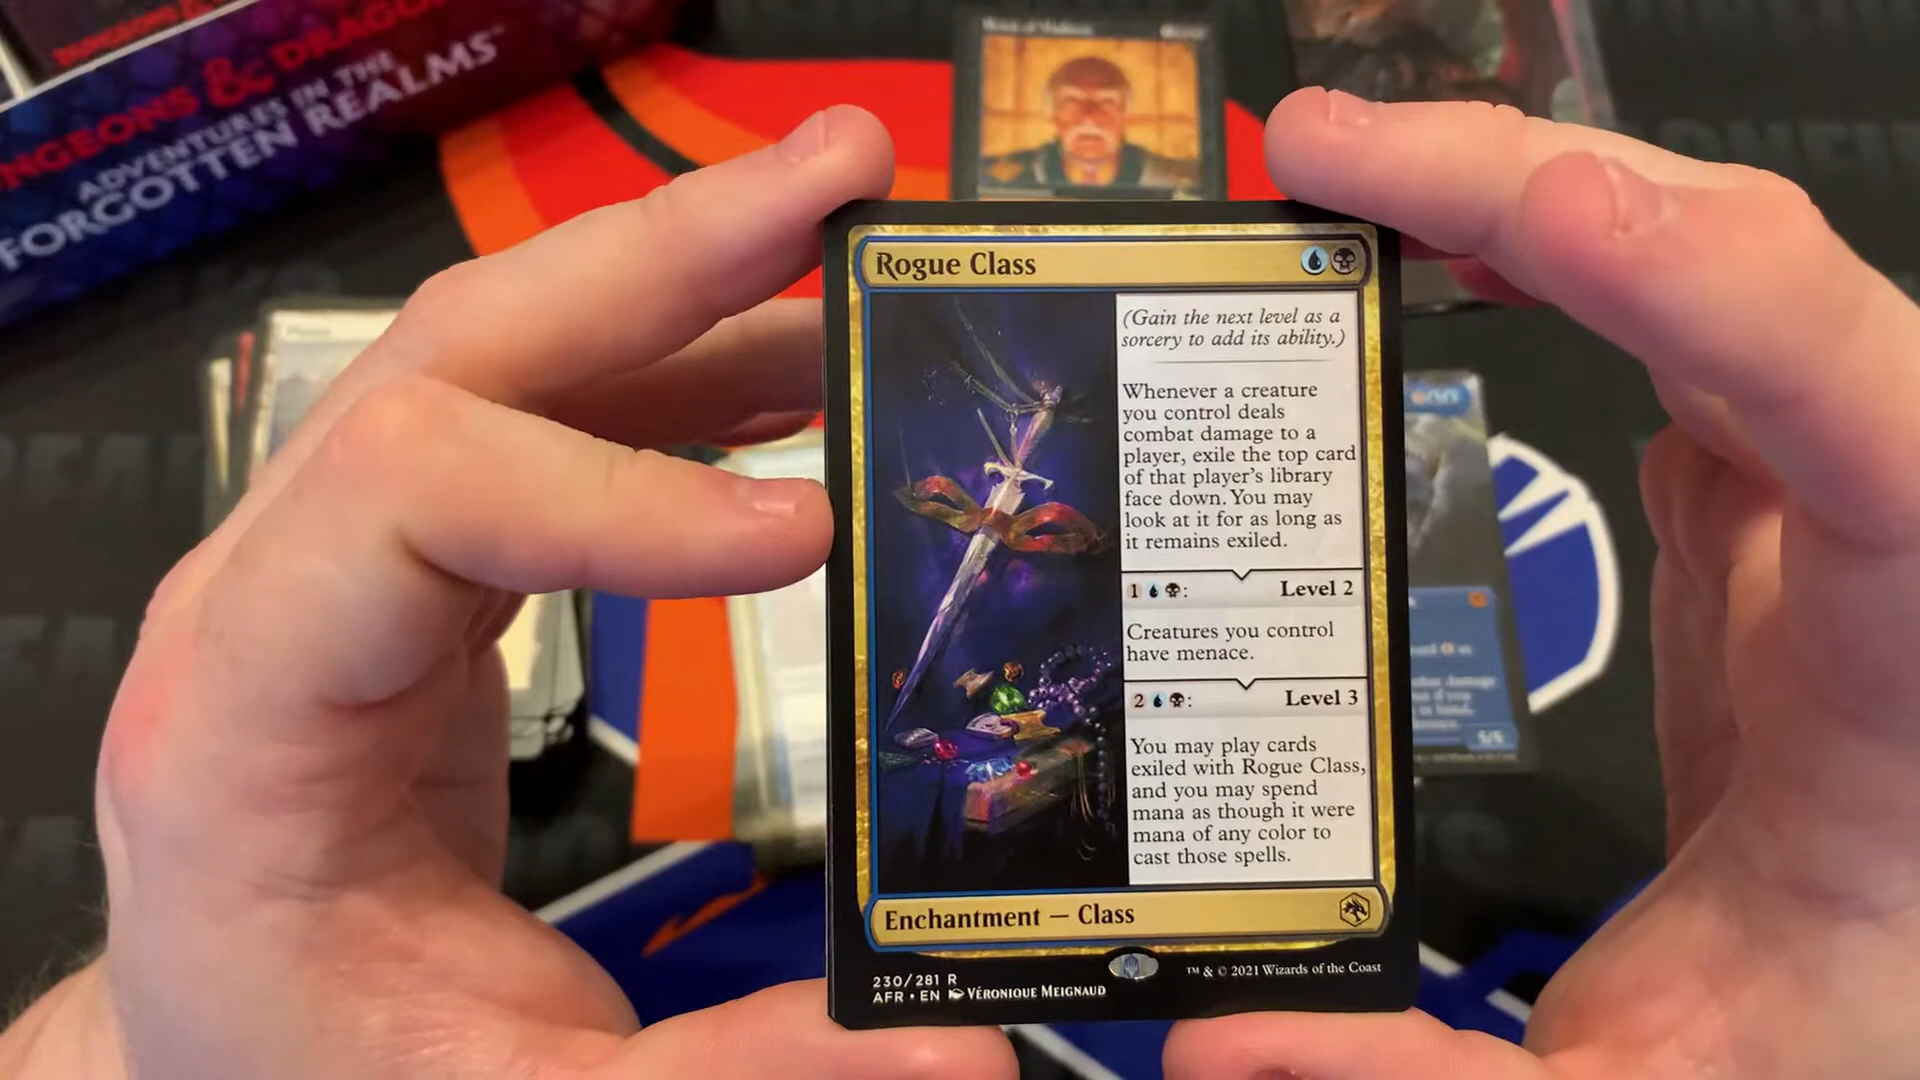 DUNGEONS & DRAGONS
ADVENTURES IN THE
FORGOTTEN REALMS™
Rogue Class
(Gain the next level as a
sorcery to add its ability.)
Whenever a creature
you control deals
combat damage to a
player, exile the top card
of that player's library
face down. You may
look at it for as long as
it remains exiled.
1 : Level 2
Creatures you control
have menace.
2 : Level 3
You may play cards
exiled with Rogue Class,
and you may spend
mana as though it were
mana of any color to
cast those spells.
Enchantment — Class
230/281 R
AFR • EN VÉRONIQUE MEIGNAUD
™ & © 2021 Wizards of the Coast
5/5